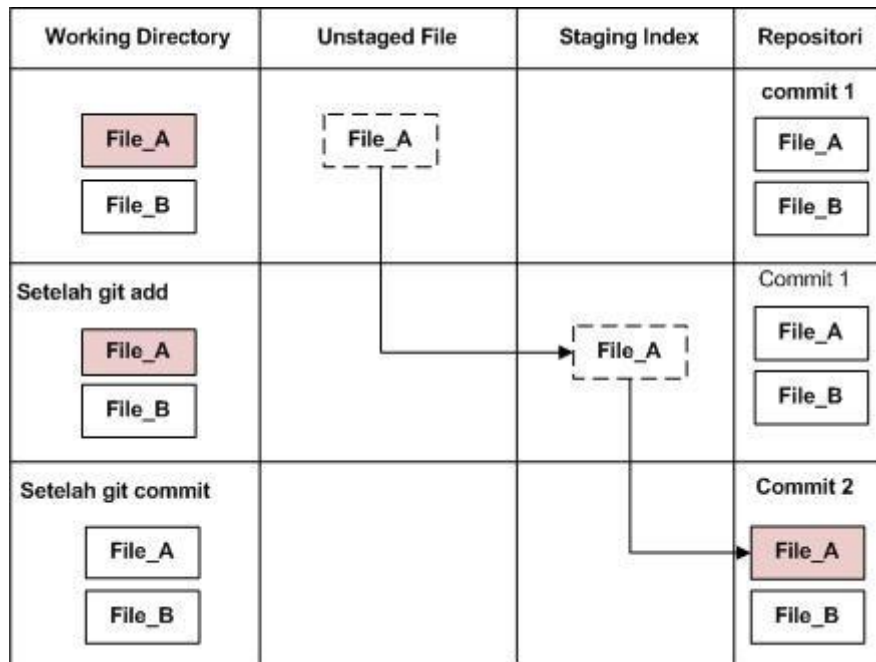 Working Directory
Unstaged File
Staging Index
Repositori
File_A
File_B
File_A
commit 1
File_A
File_B
Setelah git add
File_A
File_B
File_A
Commit 1
File_A
File_B
Setelah git commit
File_A
File_B
Commit 2
File_A
File_B